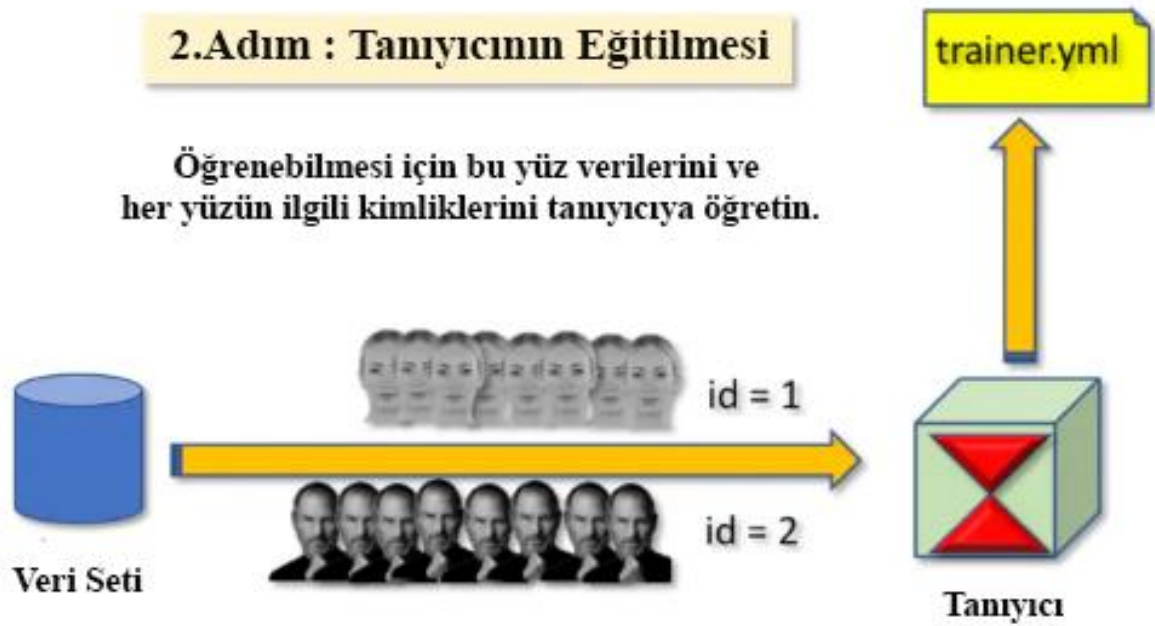 2.Adım : Tanıyıcının Eğitilmesi
trainer.yml
Öğrenebilmesi için bu yüz verilerini ve
her yüzün ilgili kimliklerini tanıyıcıya öğretin.
id = 1
id = 2
Veri Seti
Tanıyıcı